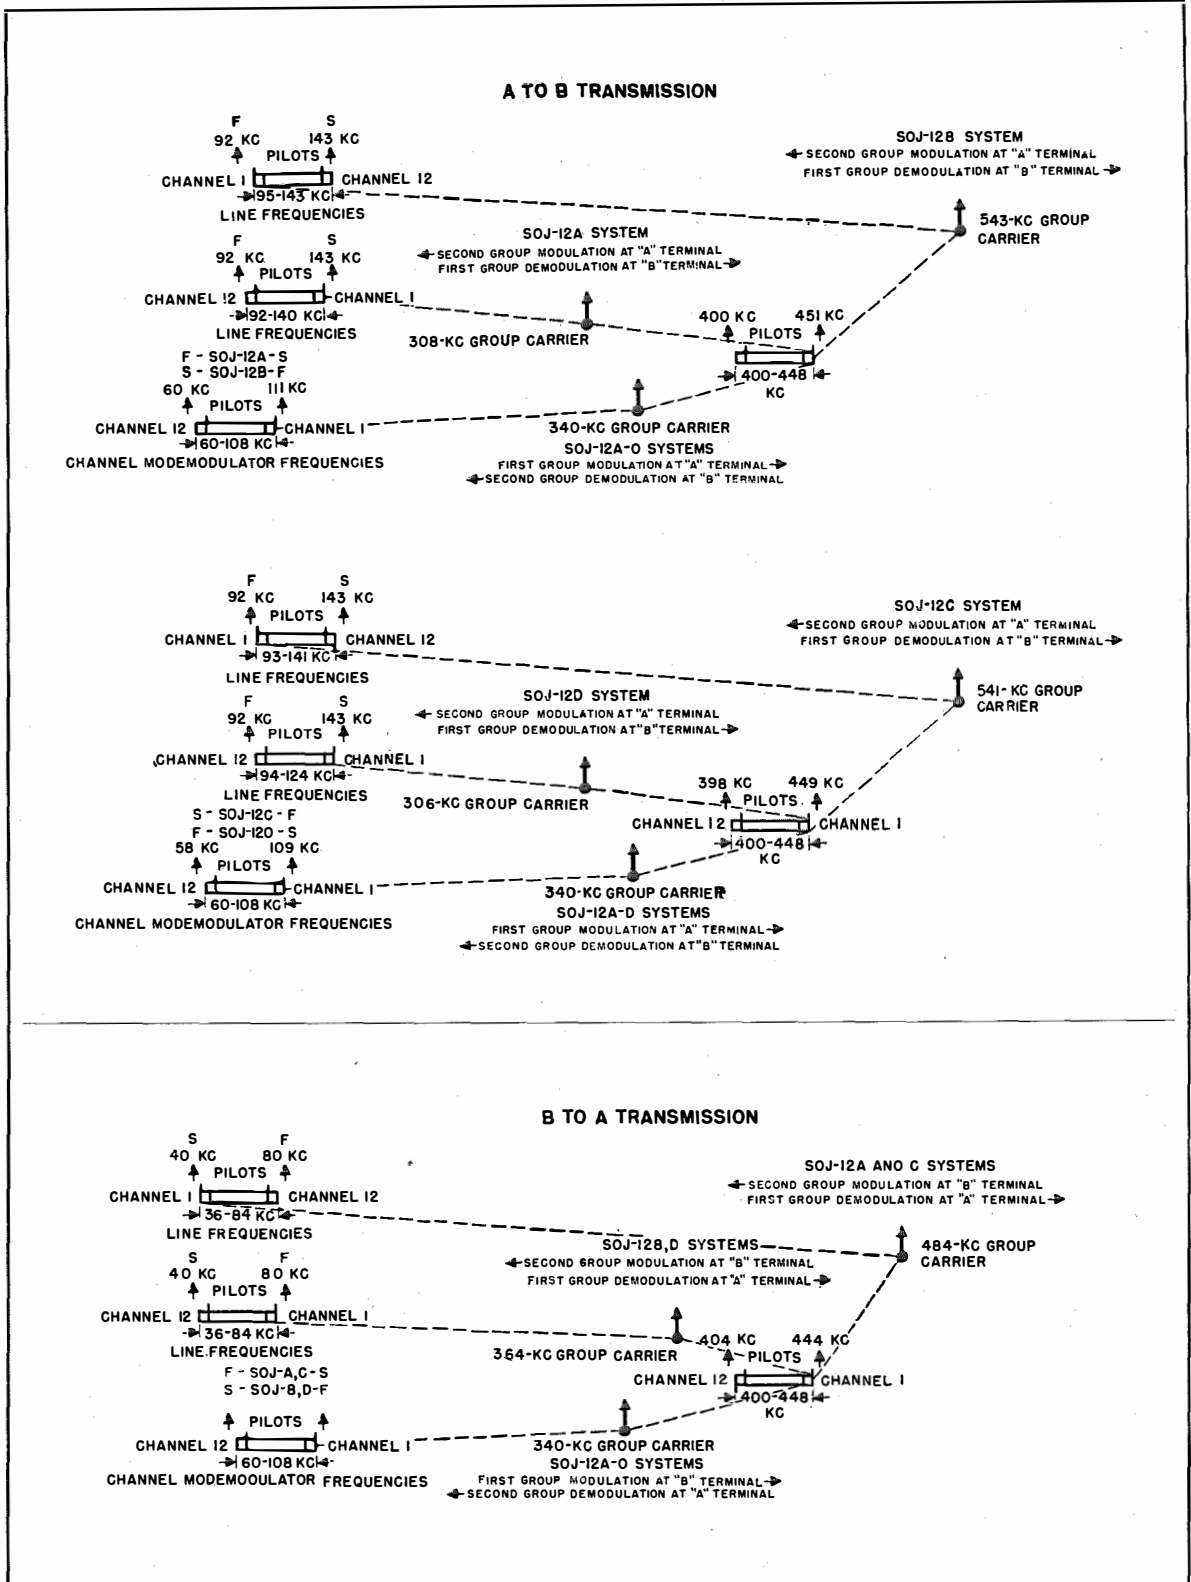 A TO B TRANSMISSION
F S
92 KC 143 KC
PILOTS
CHANNEL 1 CHANNEL 12
95-143 KC
LINE FREQUENCIES
SOJ-12B SYSTEM
SECOND GROUP MODULATION AT "A" TERMINAL
FIRST GROUP DEMODULATION AT "B" TERMINAL
543-KC GROUP
CARRIER
F S
92 KC 143 KC
PILOTS
CHANNEL 12 CHANNEL 1
92-140 KC
LINE FREQUENCIES
SOJ-12A SYSTEM
SECOND GROUP MODULATION AT "A" TERMINAL
FIRST GROUP DEMODULATION AT "B" TERMINAL
308-KC GROUP CARRIER
400 KC 451 KC
PILOTS
400-448
KC
F - SOJ-12A-S
S - SOJ-12B-F
60 KC 111 KC
PILOTS
CHANNEL 12 CHANNEL 1
60-108 KC
CHANNEL MODEMODULATOR FREQUENCIES
340-KC GROUP CARRIER
SOJ-12A-O SYSTEMS
FIRST GROUP MODULATION AT "A" TERMINAL
SECOND GROUP DEMODULATION AT "B" TERMINAL
F S
92 KC 143 KC
PILOTS
CHANNEL 1 CHANNEL 12
93-141 KC
LINE FREQUENCIES
SOJ-12C SYSTEM
SECOND GROUP MODULATION AT "A" TERMINAL
FIRST GROUP DEMODULATION AT "B" TERMINAL
541-KC GROUP
CARRIER
F S
92 KC 143 KC
PILOTS
CHANNEL 12 CHANNEL 1
94-124 KC
LINE FREQUENCIES
SOJ-12D SYSTEM
SECOND GROUP MODULATION AT "A" TERMINAL
FIRST GROUP DEMODULATION AT "B" TERMINAL
306-KC GROUP CARRIER
398 KC 449 KC
PILOTS
CHANNEL 12 CHANNEL 1
400-448
KC
S - SOJ-12C - F
F - SOJ-12O - S
58 KC 109 KC
PILOTS
CHANNEL 12 CHANNEL 1
60-108 KC
CHANNEL MODEMODULATOR FREQUENCIES
340-KC GROUP CARRIER
SOJ-12A-D SYSTEMS
FIRST GROUP MODULATION AT "A" TERMINAL
SECOND GROUP DEMODULATION AT "B" TERMINAL
B TO A TRANSMISSION
S F
40 KC 80 KC
PILOTS
CHANNEL 1 CHANNEL 12
36-84 KC
LINE FREQUENCIES
SOJ-12A ANO C SYSTEMS
SECOND GROUP MODULATION AT "B" TERMINAL
FIRST GROUP DEMODULATION AT "A" TERMINAL
484-KC GROUP
CARRIER
S F
40 KC 80 KC
PILOTS
CHANNEL 12 CHANNEL 1
36-84 KC
LINE FREQUENCIES
SOJ-12B,D SYSTEMS
SECOND GROUP MODULATION AT "B" TERMINAL
FIRST GROUP DEMODULATION AT "A" TERMINAL
364-KC GROUP CARRIER
404 KC 444 KC
PILOTS
CHANNEL 12 CHANNEL 1
400-448
KC
F - SOJ-A,C-S
S - SOJ-B,D-F
PILOTS
CHANNEL 12 CHANNEL 1
60-108 KC
CHANNEL MODEMOOULATOR FREQUENCIES
340-KC GROUP CARRIER
SOJ-12A-O SYSTEMS
FIRST GROUP MODULATION AT "B" TERMINAL
SECOND GROUP DEMODULATION AT "A" TERMINAL